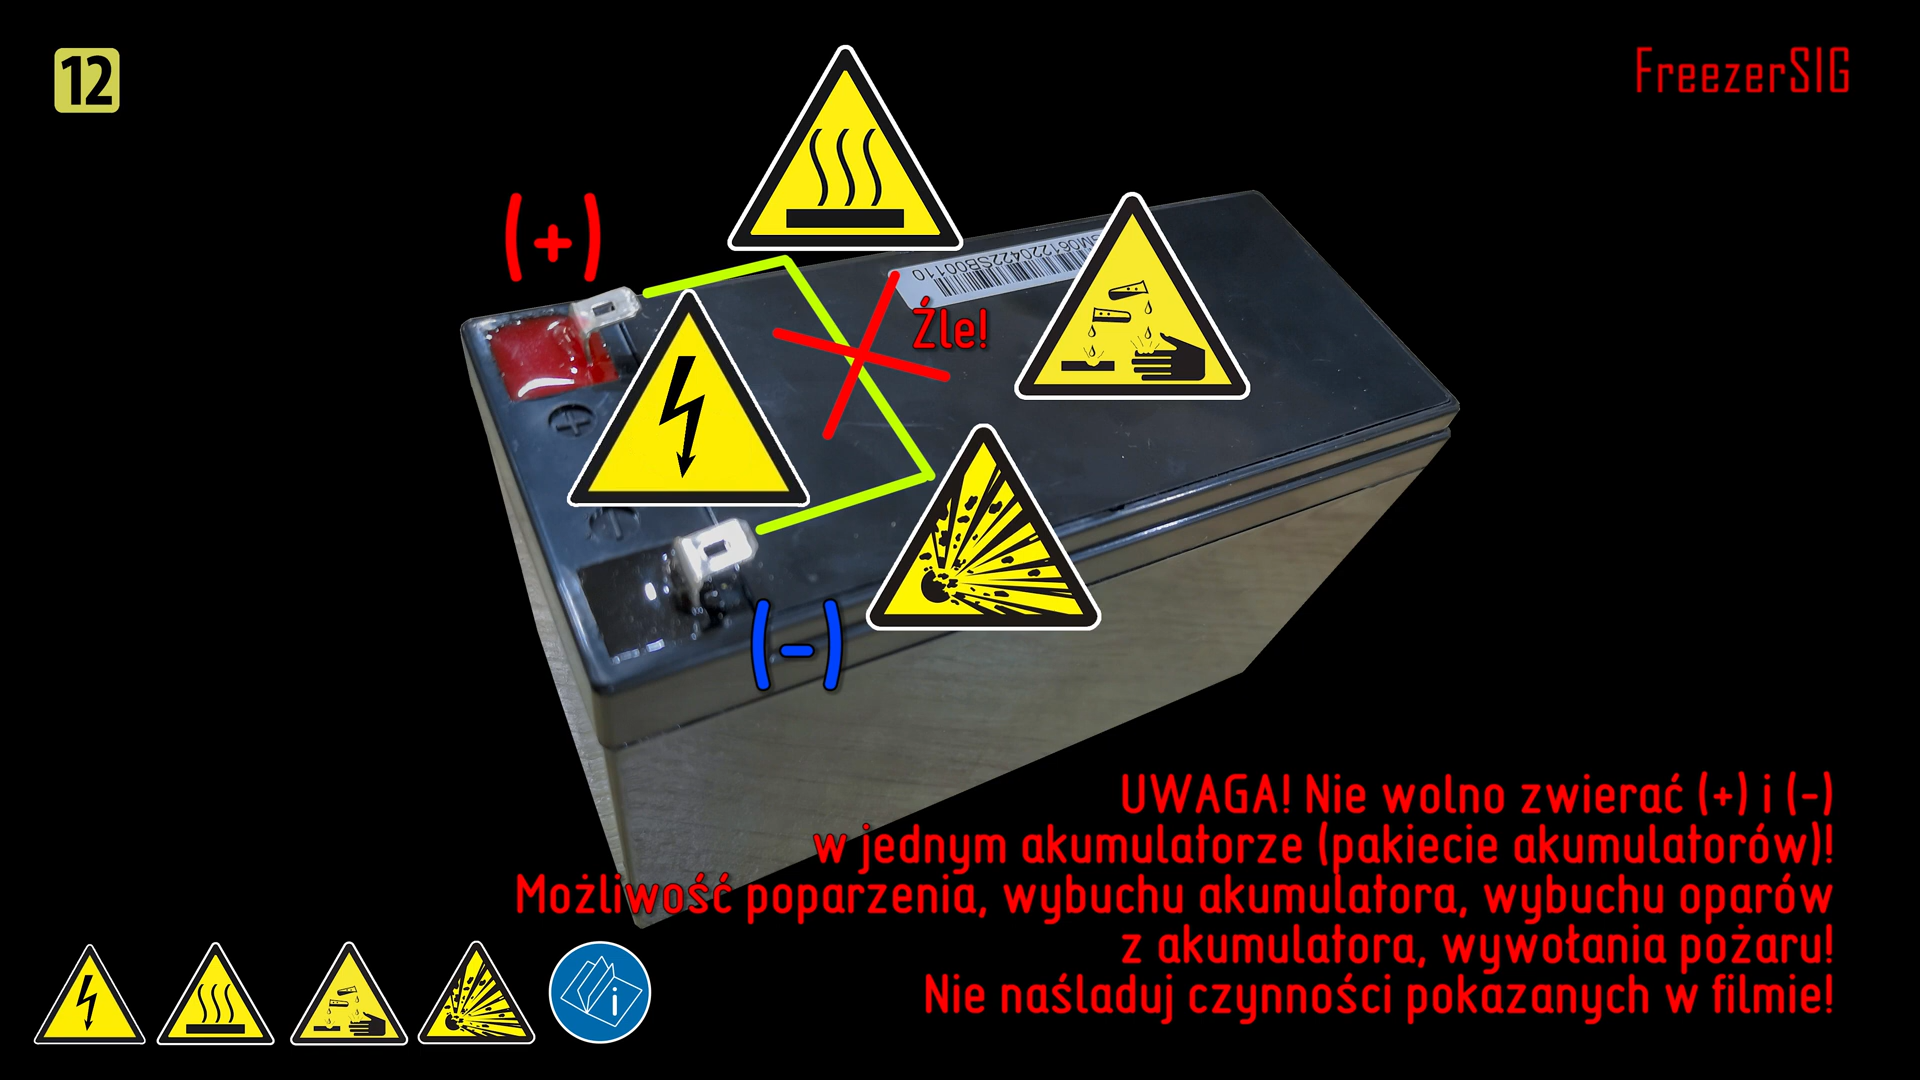 12
FreezerSIG
(+)
SM061220422SB00110
Źle!
(-)
UWAGA! Nie wolno zwierać (+) i (-)
w jednym akumulatorze (pakiecie akumulatorów)!
Możliwość poparzenia, wybuchu akumulatora, wybuchu oparów
z akumulatora, wywołania pożaru!
Nie naśladuj czynności pokazanych w filmie!
i